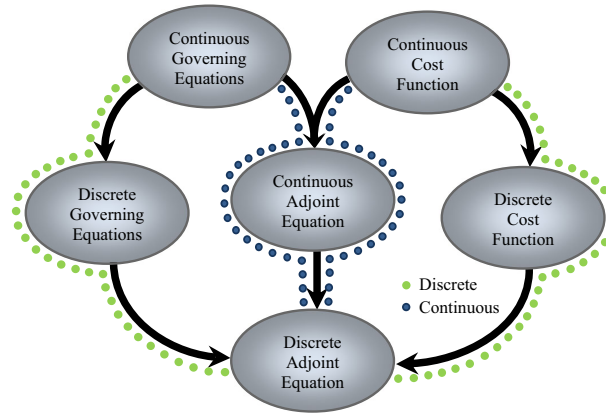 Continuous
Governing
Equations
Continuous
Cost
Function
Discrete
Governing
Equations
Continuous
Adjoint
Equation
Discrete
Cost
Function
Discrete
Continuous
Discrete
Adjoint
Equation